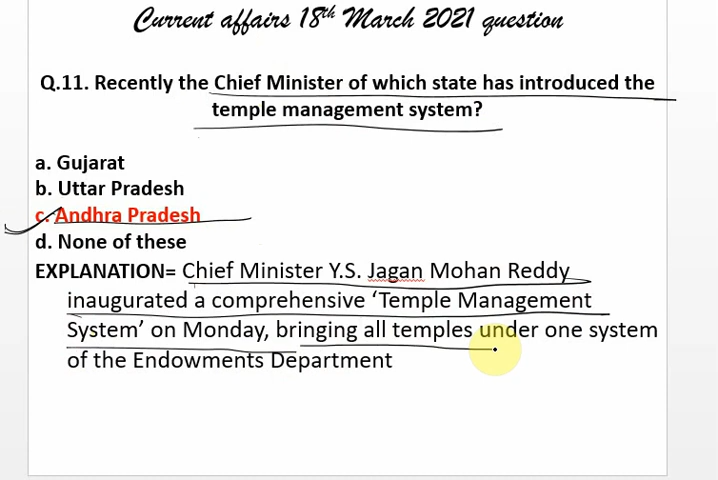 Current affairs 18th March 2021 question
Q.11. Recently the Chief Minister of which state has introduced the
temple management system?
a. Gujarat
b. Uttar Pradesh
c. Andhra Pradesh
d. None of these
EXPLANATION= Chief Minister Y.S. Jagan Mohan Reddy
inaugurated a comprehensive ‘Temple Management
System’ on Monday, bringing all temples under one system
of the Endowments Department